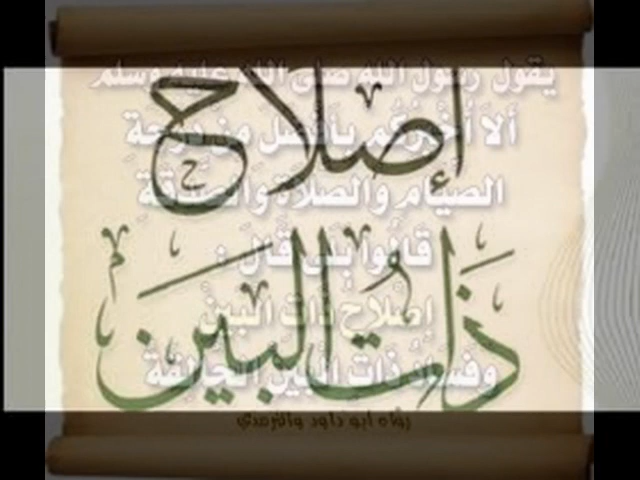 إصلاح
ذات البين
يقول رسول الله صلى الله عليه وسلم
ألا أخبركم بأفضل من درجة
الصيام والصلاة والصدقة
قالوا بلى قال :
إصلاح ذات البين
وفساد ذات البين الحالقة
رواه ابو داود والترمذي